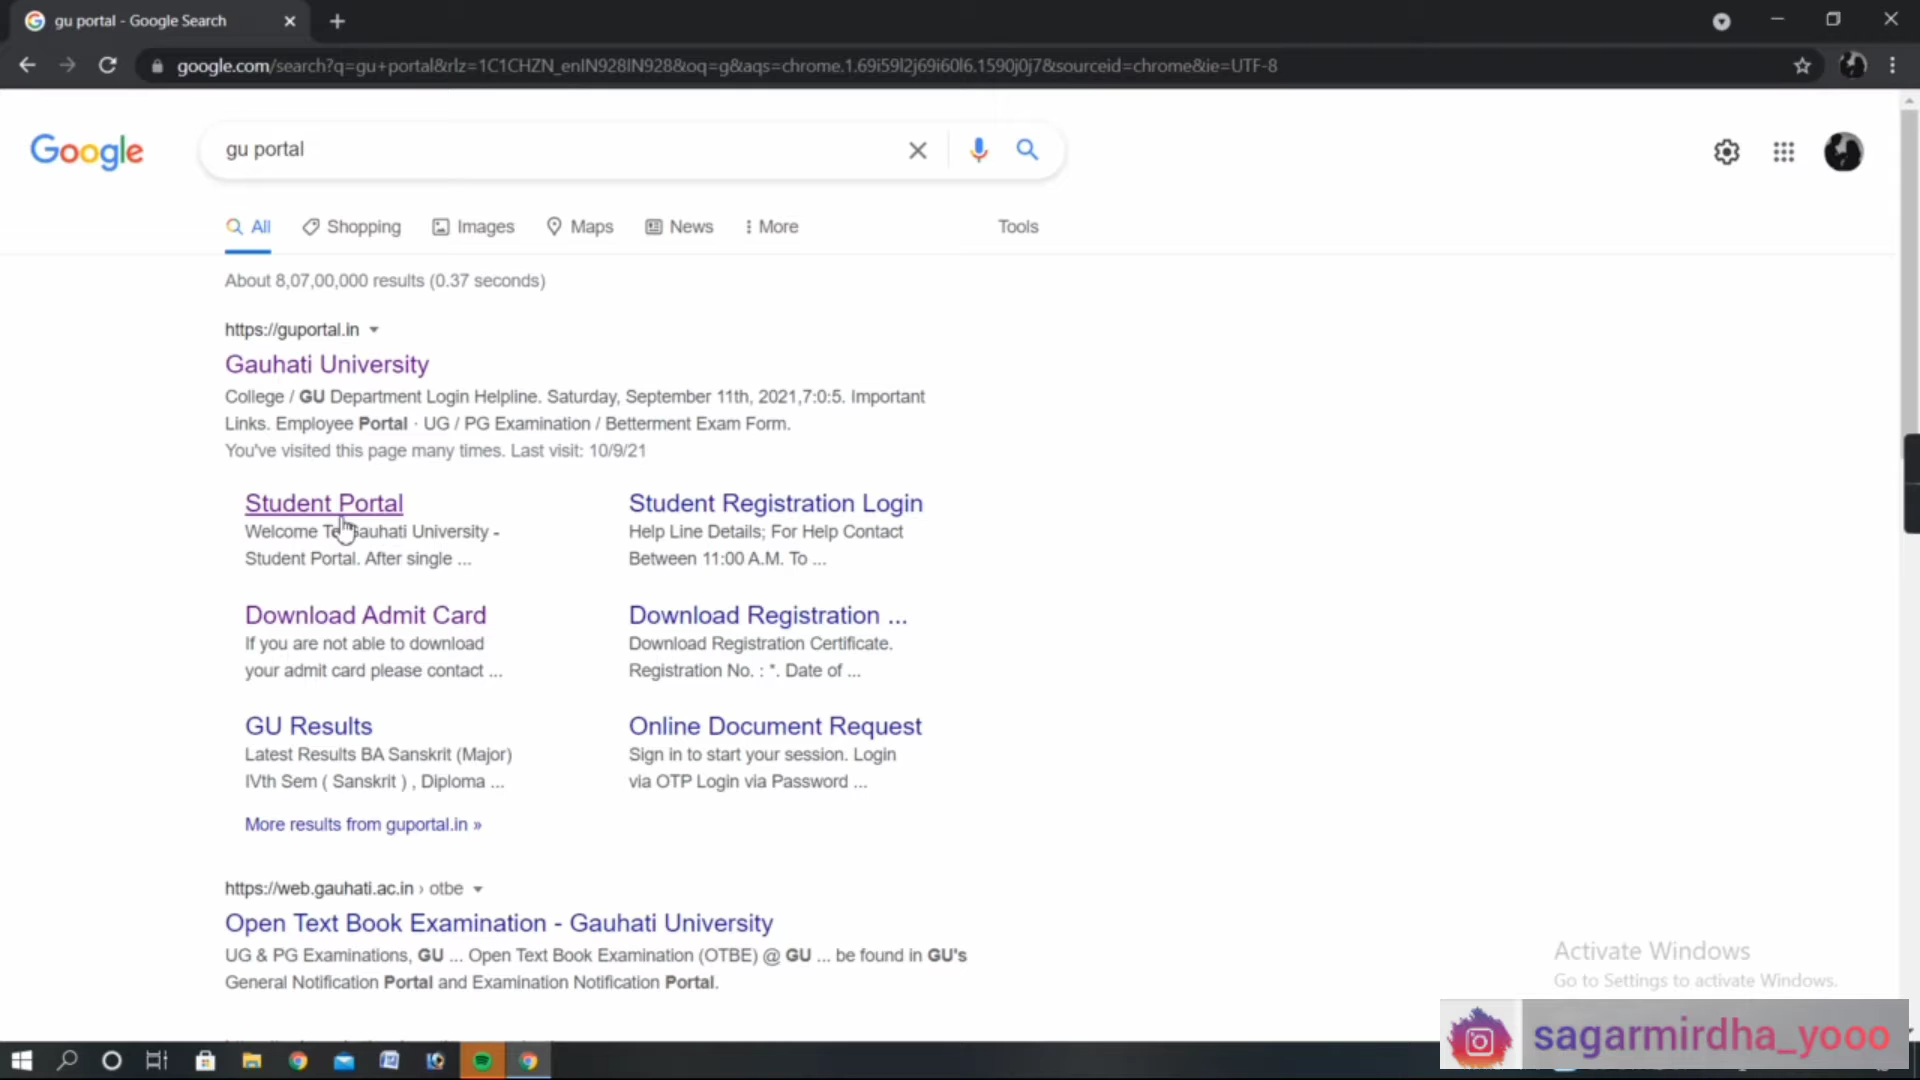 gu portal - Google Search
google.com/search?q=gu+portal&rlz=1C1CHZN_enIN928IN928&oq=g&aqs=chrome.1.69i59l2j69i60l6.1590j0j7&sourceid=chrome&ie=UTF-8
Google
gu portal
All
Shopping
Images
Maps
News
More
Tools
About 8,07,00,000 results (0.37 seconds)
https://guportal.in
Gauhati University
College / GU Department Login Helpline. Saturday, September 11th, 2021,7:0:5. Important
Links. Employee Portal · UG / PG Examination / Betterment Exam Form.
You've visited this page many times. Last visit: 10/9/21
Student Portal
Welcome To Gauhati University -
Student Portal. After single ...
Student Registration Login
Help Line Details; For Help Contact
Between 11:00 A.M. To ...
Download Admit Card
If you are not able to download
your admit card please contact ...
Download Registration ...
Download Registration Certificate.
Registration No. : *. Date of ...
GU Results
Latest Results BA Sanskrit (Major)
IVth Sem ( Sanskrit ) , Diploma ...
Online Document Request
Sign in to start your session. Login
via OTP Login via Password ...
More results from guportal.in »
https://web.gauhati.ac.in › otbe
Open Text Book Examination - Gauhati University
UG & PG Examinations, GU ... Open Text Book Examination (OTBE) @ GU ... be found in GU's
General Notification Portal and Examination Notification Portal.
Activate Windows
Go to Settings to activate Windows.
sagarmirdha_yooo